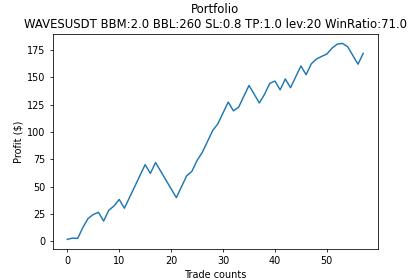 Portfolio
WAVESUSDT BBM:2.0 BBL:260 SL:0.8 TP:1.0 lev:20 WinRatio:71.0
175
150
125
100
75
50
25
0
Profit ($)
0 10 20 30 40 50
Trade counts